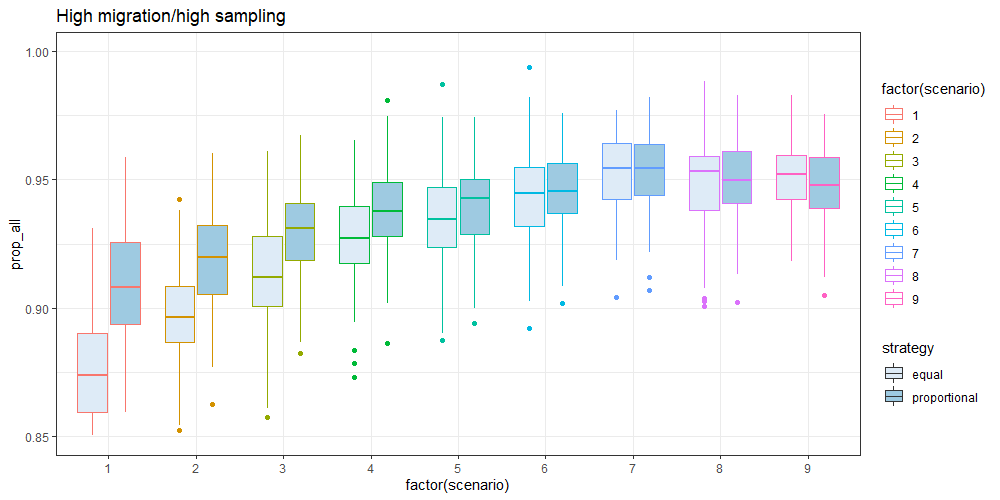 High migration/high sampling
prop_all
1.00
0.95
0.90
0.85
1 2 3 4 5 6 7 8 9
factor(scenario)
factor(scenario)
1
2
3
4
5
6
7
8
9
strategy
equal
proportional